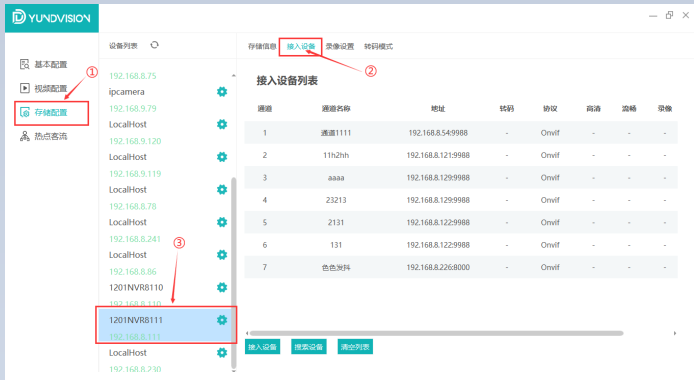 YUNDVISION
设备列表
存储信息 接入设备 录像设置 转码模式
基本配置
视频配置
存储配置
热点客流
①
②
③
192.168.8.75
ipcamera
192.168.9.79
LocalHost
192.168.9.120
LocalHost
192.168.9.119
LocalHost
192.168.8.78
LocalHost
192.168.8.241
LocalHost
192.168.8.86
1201NVR8110
192.168.8.110
1201NVR8111
192.168.8.111
LocalHost
192.168.8.230
接入设备列表
通道 通道名称 地址 转码 协议 高清 流畅 录像
1 通道1111 192.168.8.54:9988 - Onvif - - -
2 11h2hh 192.168.8.121:9988 - Onvif - - -
3 aaaa 192.168.8.129:9988 - Onvif - - -
4 23213 192.168.8.129:9988 - Onvif - - -
5 2131 192.168.8.122:9988 - Onvif - - -
6 131 192.168.8.122:9988 - Onvif - - -
7 色色发抖 192.168.8.226:8000 - Onvif - - -
接入设备 搜索设备 清空列表